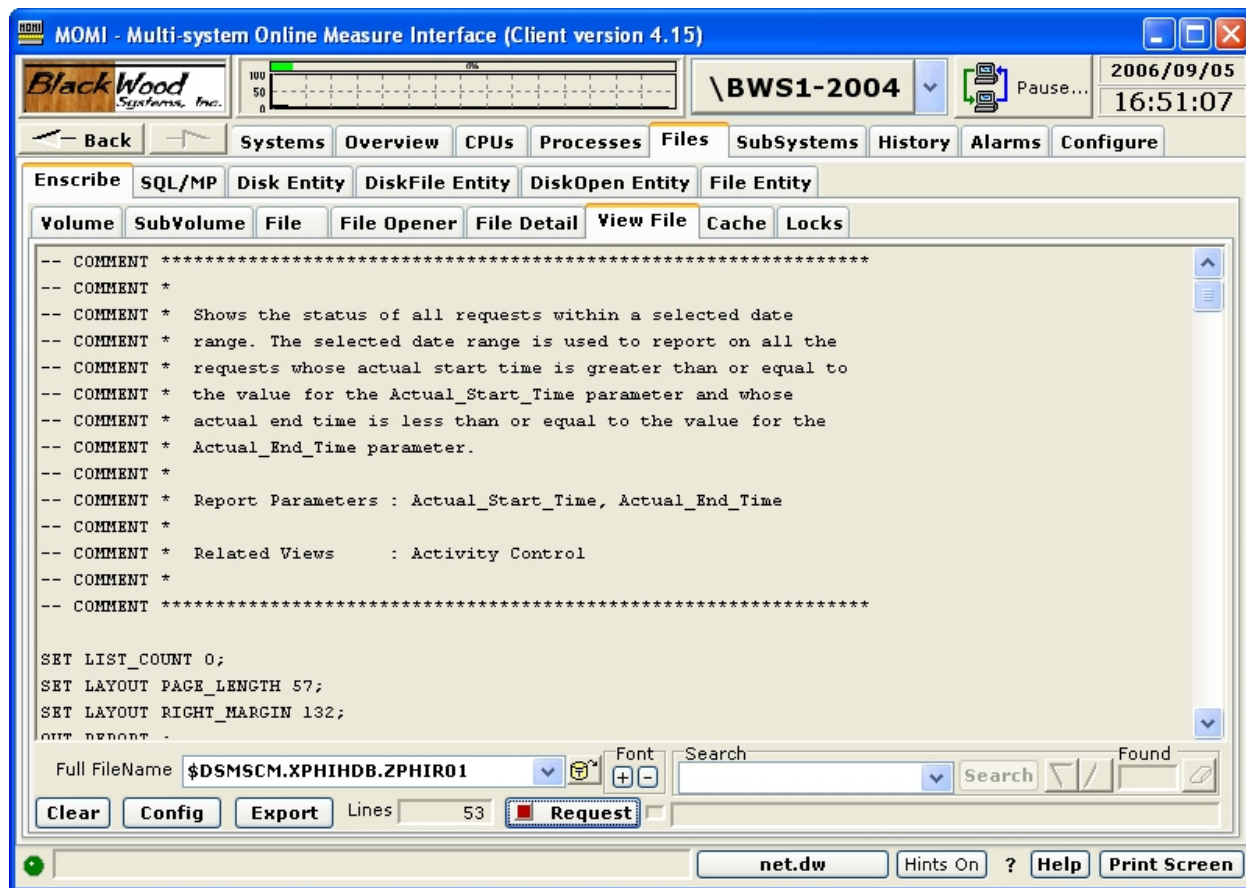 MOMI
MOMI - Multi-system Online Measure Interface (Client version 4.15)
BlackWood
Systems, Inc.
100
50
0
0%
\BWS1-2004
Pause...
2006/09/05
16:51:07
Back
Systems Overview CPUs Processes Files SubSystems History Alarms Configure
Enscribe SQL/MP Disk Entity DiskFile Entity DiskOpen Entity File Entity
Volume SubVolume File File Opener File Detail View File Cache Locks
-- COMMENT *****************************************************************
-- COMMENT *
-- COMMENT *  Shows the status of all requests within a selected date
-- COMMENT *  range. The selected date range is used to report on all the
-- COMMENT *  requests whose actual start time is greater than or equal to
-- COMMENT *  the value for the Actual_Start_Time parameter and whose
-- COMMENT *  actual end time is less than or equal to the value for the
-- COMMENT *  Actual_End_Time parameter.
-- COMMENT *
-- COMMENT *  Report Parameters : Actual_Start_Time, Actual_End_Time
-- COMMENT *
-- COMMENT *  Related Views     : Activity Control
-- COMMENT *
-- COMMENT *****************************************************************
SET LIST_COUNT 0;
SET LAYOUT PAGE_LENGTH 57;
SET LAYOUT RIGHT_MARGIN 132;
OUT REPORT ;
Full FileName $DSMSCM.XPHIHDB.ZPHIR01 Font + - Search Search Found
Clear Config Export Lines 53 Request
net.dw Hints On ? Help Print Screen